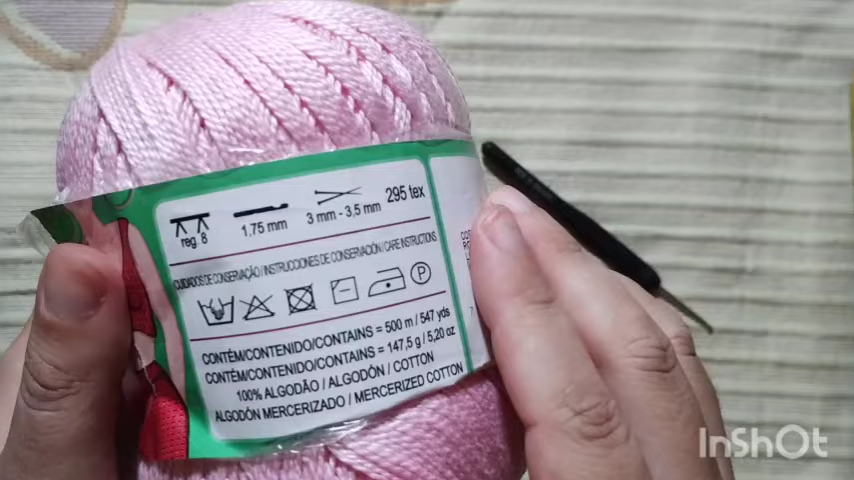 reg. 8
1,75 mm
3 mm - 3,5 mm
295 tex
CUIDADOS DE CONSERVAÇÃO / INSTRUCCIONES DE CONSERVACIÓN / CARE INSTRUCTIONS
P
CONTÉM/CONTENIDO/CONTAINS = 500 m / 547 yds
CONTÉM/CONTENIDO/CONTAINS = 147,5 g / 5,20 oz
100% ALGODÃO / ALGODÓN / COTTON
ALGODÓN MERCERIZADO / MERCERIZED COTTON
InShOt